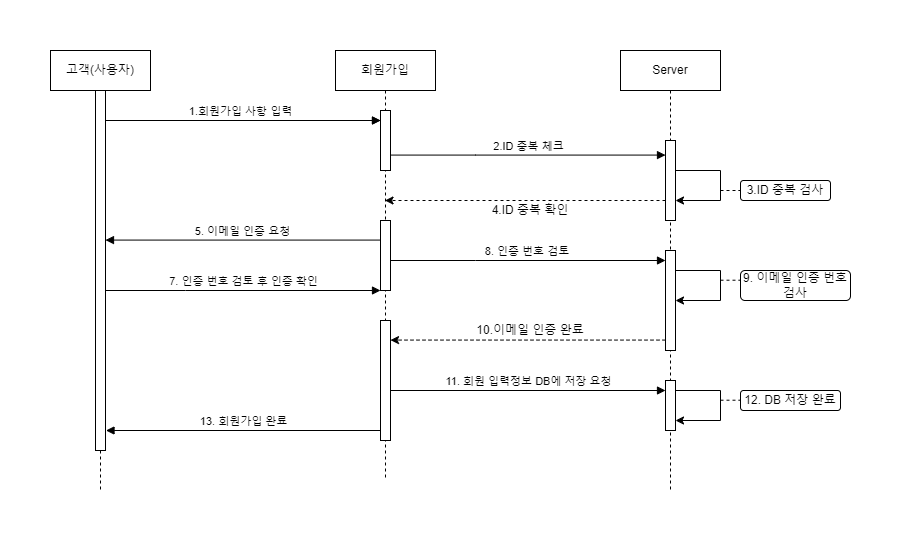 고객(사용자)
회원가입
Server
1.회원가입 사항 입력
2.ID 중복 체크
3.ID 중복 검사
4.ID 중복 확인
5. 이메일 인증 요청
8. 인증 번호 검토
7. 인증 번호 검토 후 인증 확인
9. 이메일 인증 번호
검사
10.이메일 인증 완료
11. 회원 입력정보 DB에 저장 요청
12. DB 저장 완료
13. 회원가입 완료